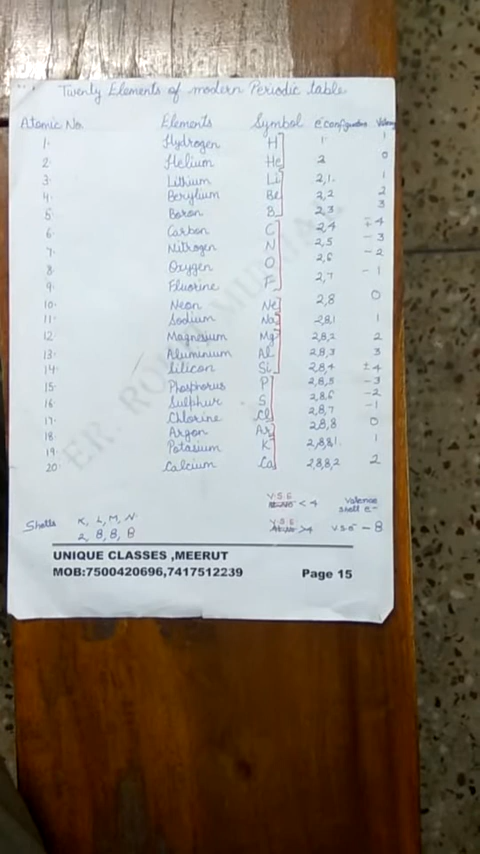 Twenty Elements of modern Periodic table
Atomic No. Elements Symbol e⁻configuration Valency
1. Hydrogen H 1 1
2. Helium He 2 0
3. Lithium Li 2,1 1
4. Berylium Be 2,2 2
5. Boron B 2,3 3
6. Carbon C 2,4 ±4
7. Nitrogen N 2,5 -3
8. Oxygen O 2,6 -2
9. Fluorine F 2,7 -1
10. Neon Ne 2,8 0
11. Sodium Na 2,8,1 1
12 Magnesium Mg 2,8,2 2
13. Aluminium Al 2,8,3 3
14. Silicon Si 2,8,4 ±4
15. Phosphorus P 2,8,5 -3
16. Sulphur S 2,8,6 -2
17. Chlorine Cl 2,8,7 -1
18. Argon Ar 2,8,8 0
19. Potasium K 2,8,8,1. 1
20. Calcium Ca 2,8,8,2 2
V.S.E < 4 Valence shell e-
Shells K, L, M, N
2, 8, 8, 8
V.S.E >4 V.S.E - 8
UNIQUE CLASSES ,MEERUT
MOB:7500420696,7417512239 Page 15